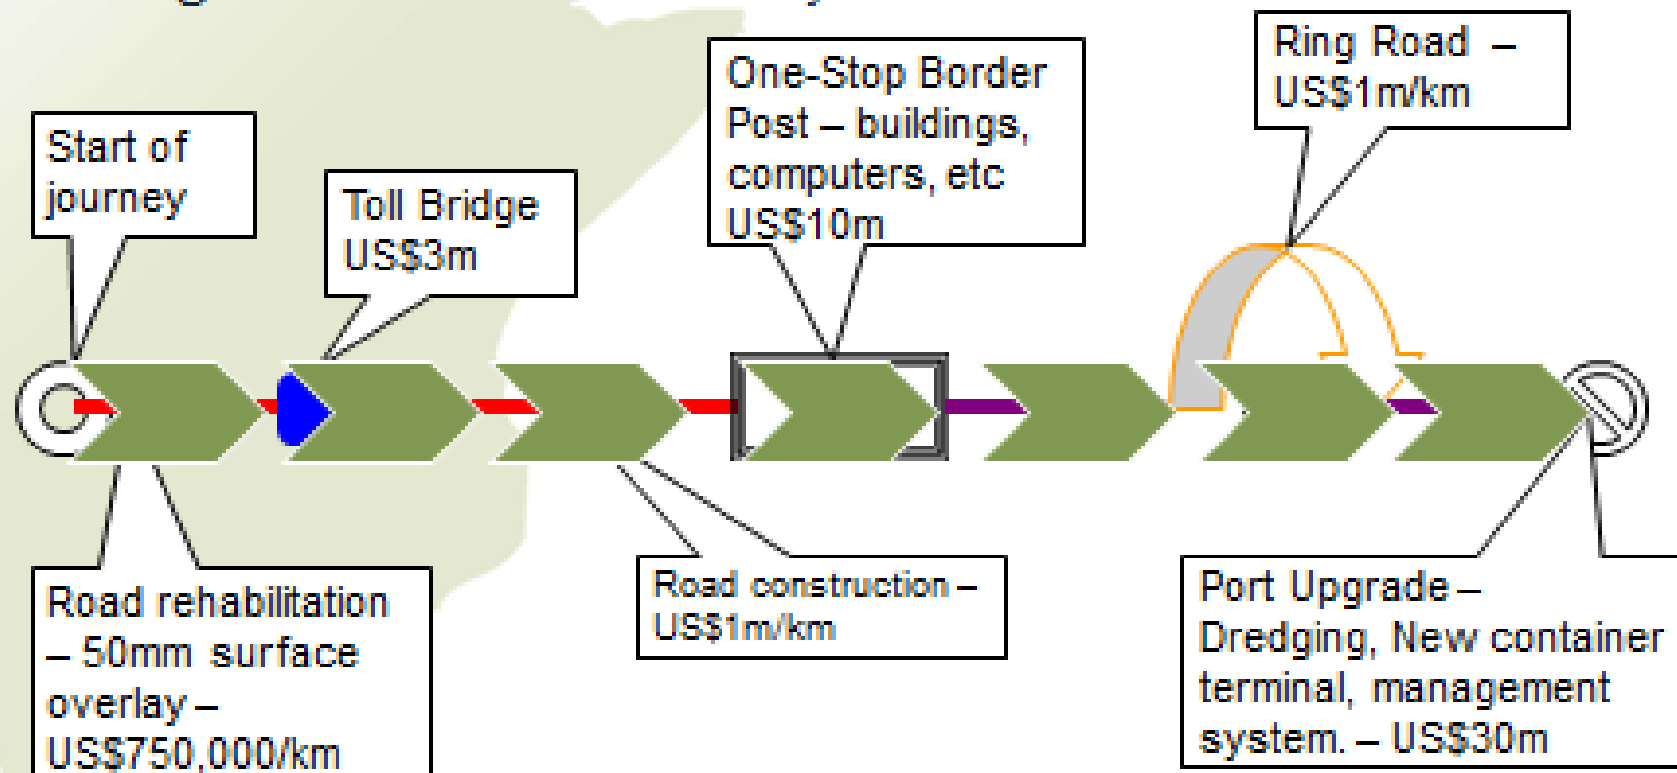 Start of
journey
Toll Bridge
US$3m
One-Stop Border
Post – buildings,
computers, etc
US$10m
Ring Road –
US$1m/km
Road rehabilitation
– 50mm surface
overlay –
US$750,000/km
Road construction –
US$1m/km
Port Upgrade –
Dredging, New container
terminal, management
system. – US$30m